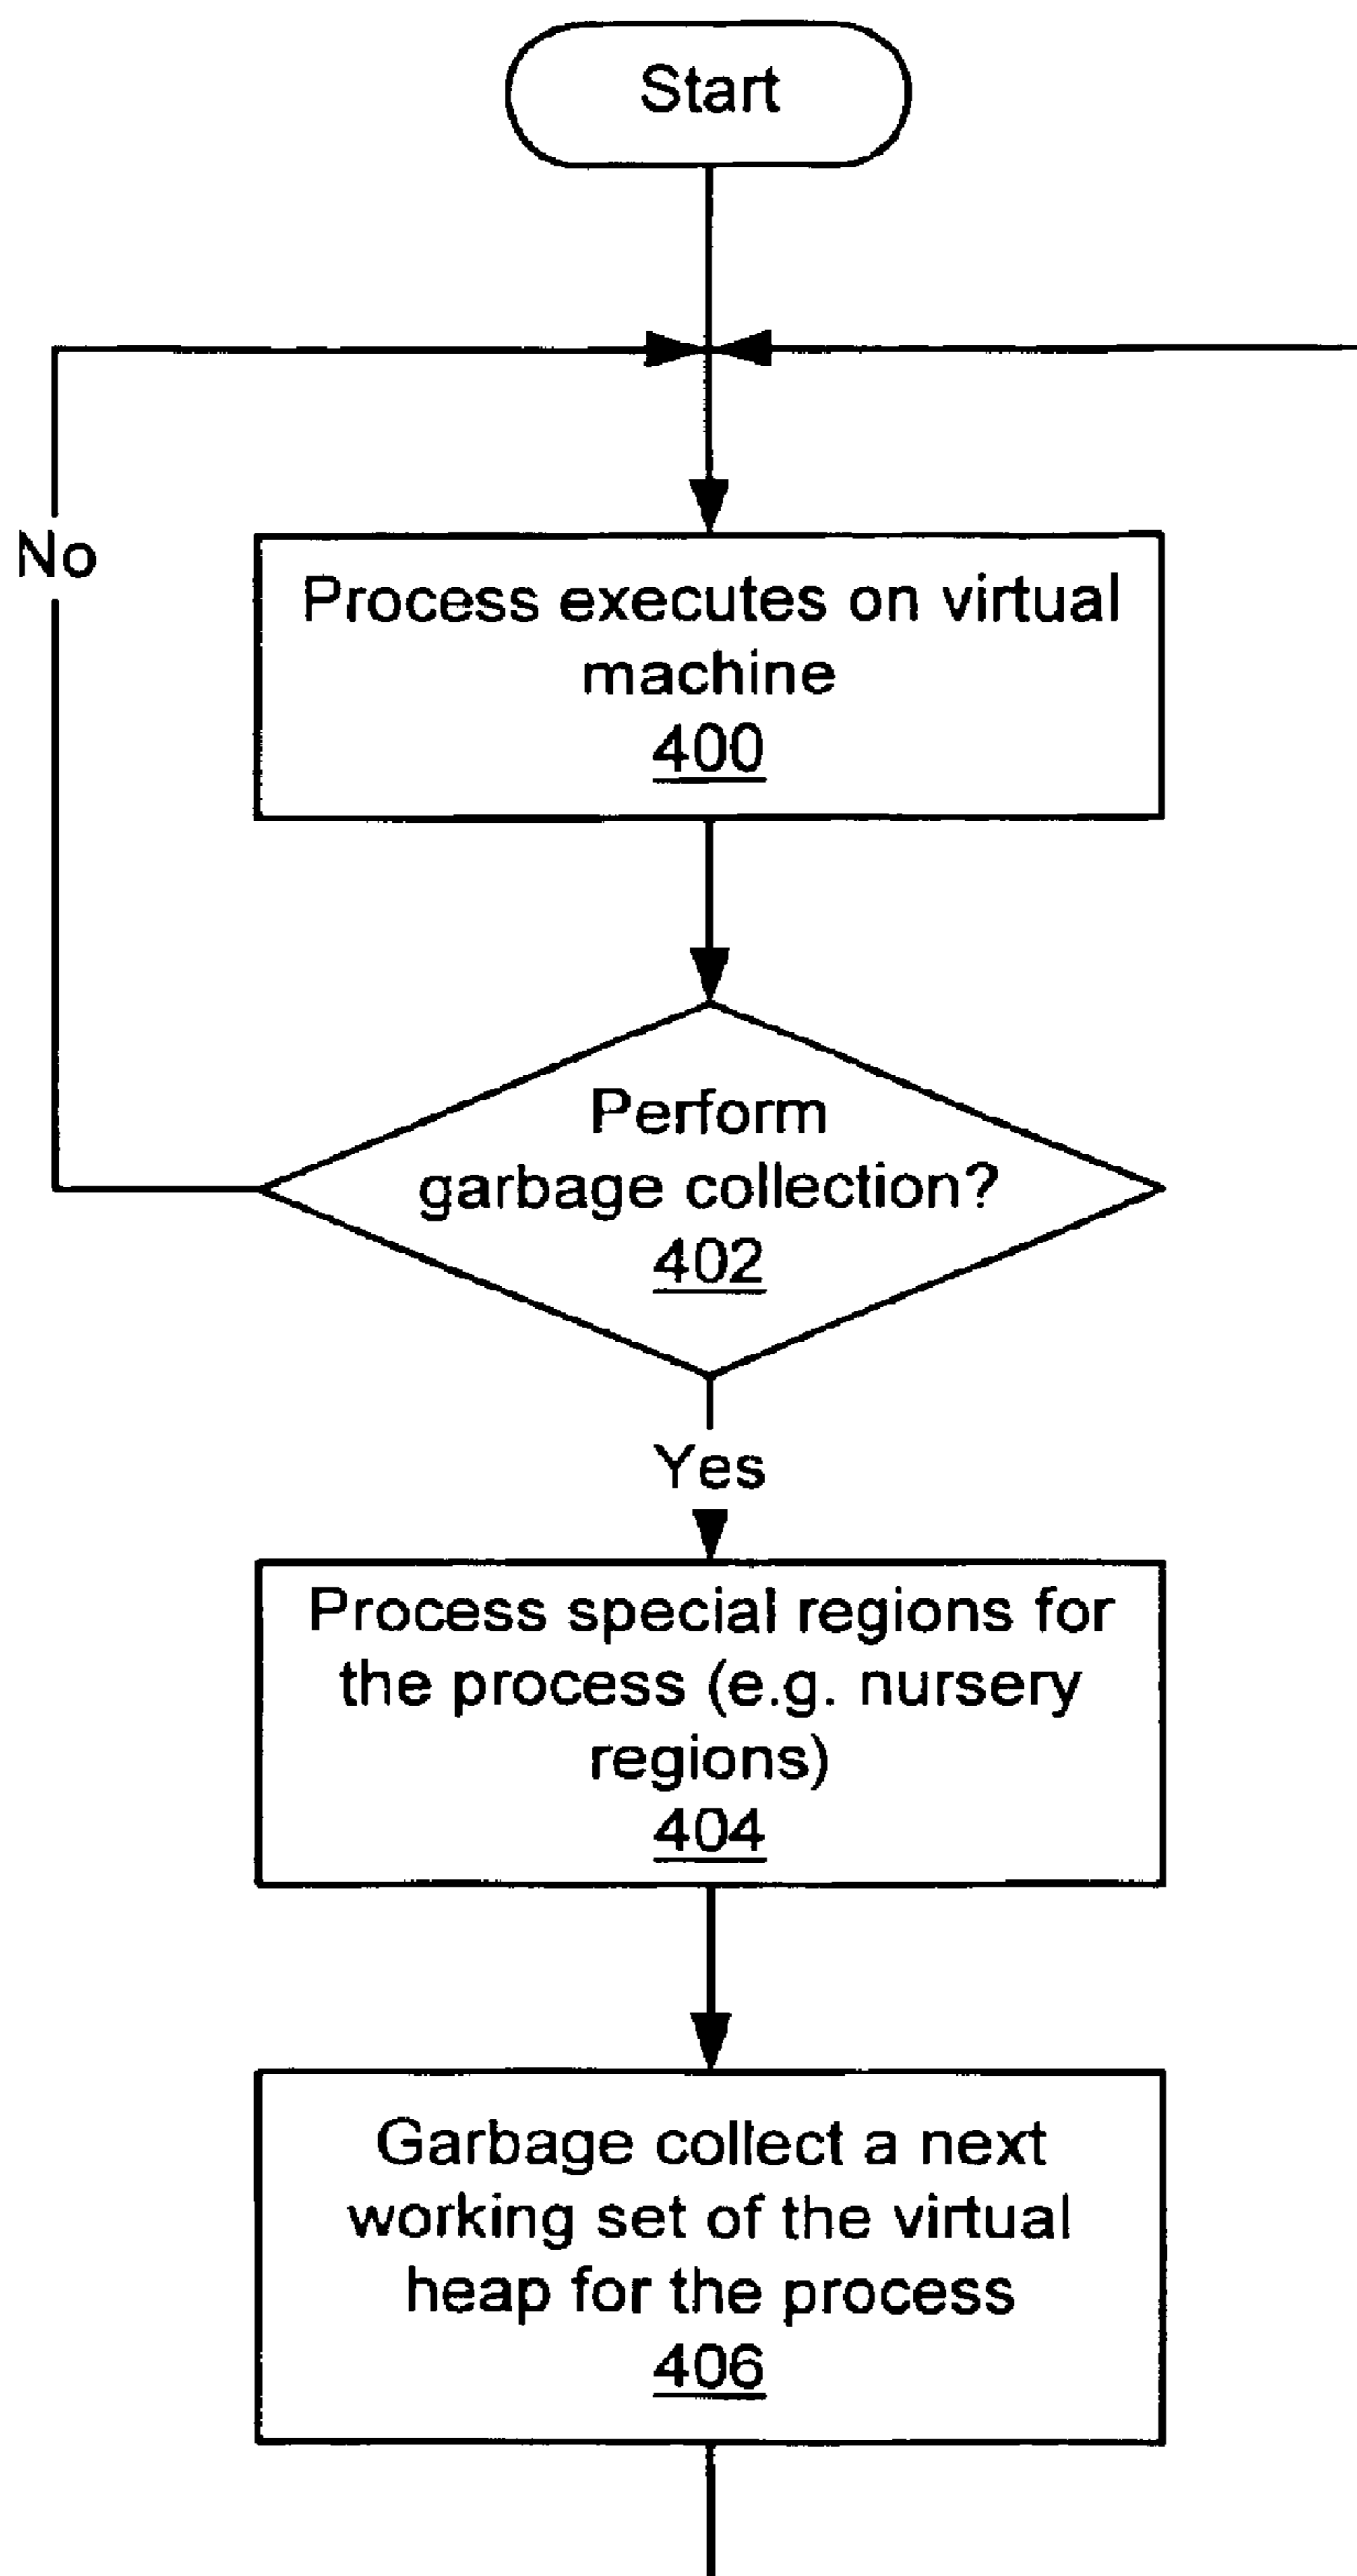 Start
No
Process executes on virtual
machine
400
Perform
garbage collection?
402
Yes
Process special regions for
the process (e.g. nursery
regions)
404
Garbage collect a next
working set of the virtual
heap for the process
406